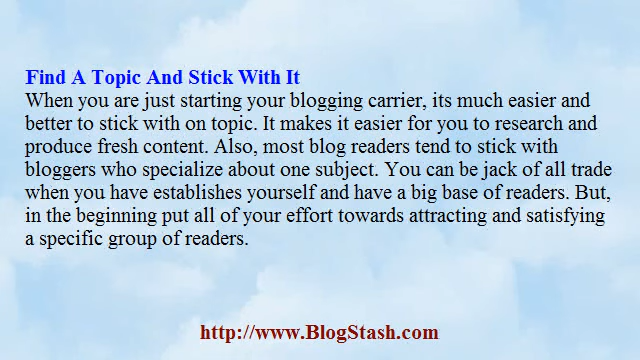 Find A Topic And Stick With It
When you are just starting your blogging carrier, its much easier and
better to stick with on topic. It makes it easier for you to research and
produce fresh content. Also, most blog readers tend to stick with
bloggers who specialize about one subject. You can be jack of all trade
when you have establishes yourself and have a big base of readers. But,
in the beginning put all of your effort towards attracting and satisfying
a specific group of readers.
http://www.BlogStash.com